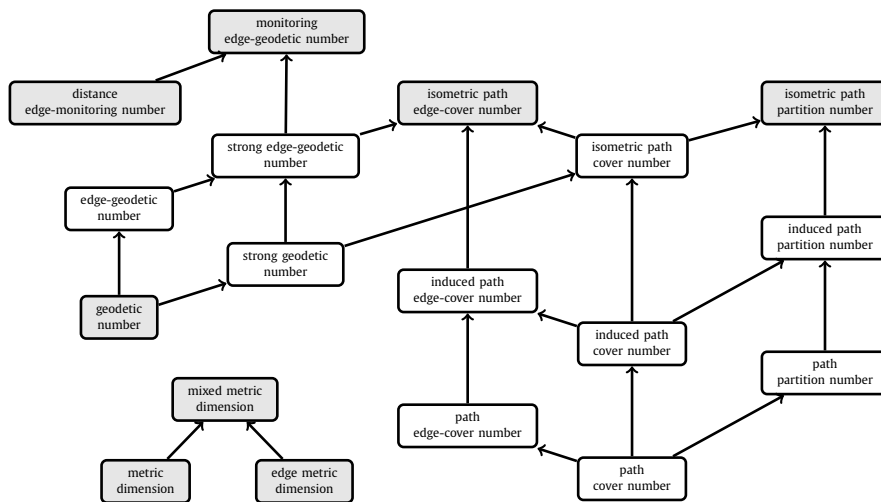 monitoring
edge-geodetic number
distance
edge-monitoring number
isometric path
edge-cover number
isometric path
partition number
strong edge-geodetic
number
isometric path
cover number
edge-geodetic
number
induced path
partition number
strong geodetic
number
induced path
edge-cover number
geodetic
number
induced path
cover number
path
partition number
mixed metric
dimension
path
edge-cover number
metric
dimension
edge metric
dimension
path
cover number